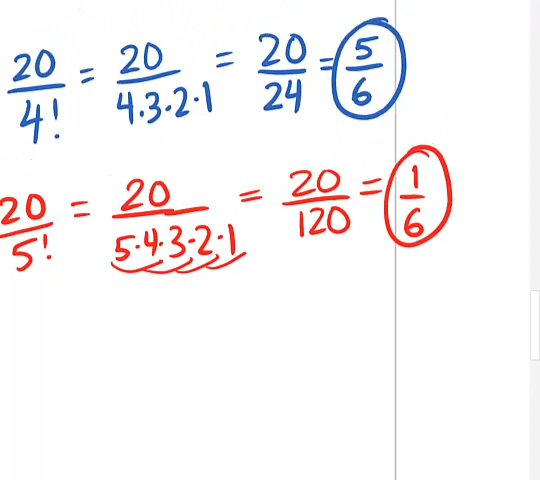 20/4! = 20/4·3·2·1 = 20/24 = 5/6
20/5! = 20/5·4·3·2·1 = 20/120 = 1/6